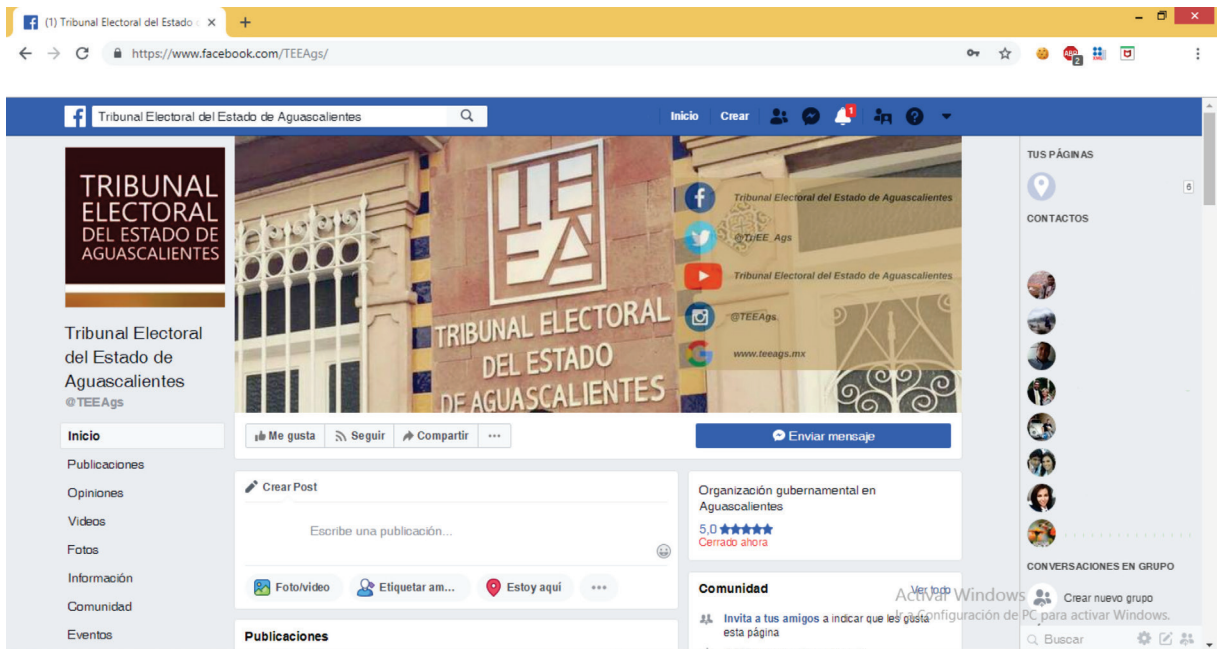 (1) Tribunal Electoral del Estado
https://www.facebook.com/TEEAgs/
ABP
2
Tribunal Electoral del Estado de Aguascalientes
Inicio
Crear
1
TRIBUNAL
ELECTORAL
DEL ESTADO DE
AGUASCALIENTES
Tribunal Electoral
del Estado de
Aguascalientes
@TEEAgs
Inicio
Publicaciones
Opiniones
Videos
Fotos
Información
Comunidad
Eventos
TEEA
TRIBUNAL ELECTORAL
DEL ESTADO
DE AGUASCALIENTES
Tribunal Electoral del Estado de Aguascalientes
Tribunal Electoral del Estado de Aguascalientes
@TEEAgs
www.teeags.mx
Me gusta
Seguir
Compartir
Enviar mensaje
Crear Post
Escribe una publicación...
Foto/video
Etiquetar am...
Estoy aquí
Publicaciones
Organización gubernamental en
Aguascalientes
5,0
Cerrado ahora
Comunidad
Ver todo
Invita a tus amigos a indicar que les gusta
esta página
TUS PÁGINAS
6
CONTACTOS
CONVERSACIONES EN GRUPO
Crear nuevo grupo
Buscar
Activar Windows
Ir a Configuración de PC para activar Windows.